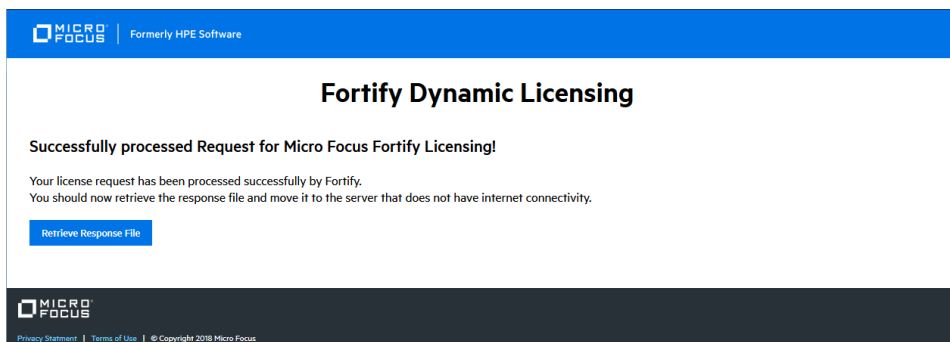 MICRO
FOCUS
Formerly HPE Software
Fortify Dynamic Licensing
Successfully processed Request for Micro Focus Fortify Licensing!
Your license request has been processed successfully by Fortify.
You should now retrieve the response file and move it to the server that does not have internet connectivity.
Retrieve Response File
MICRO
FOCUS
Privacy Statment | Terms of Use | © Copyright 2018 Micro Focus